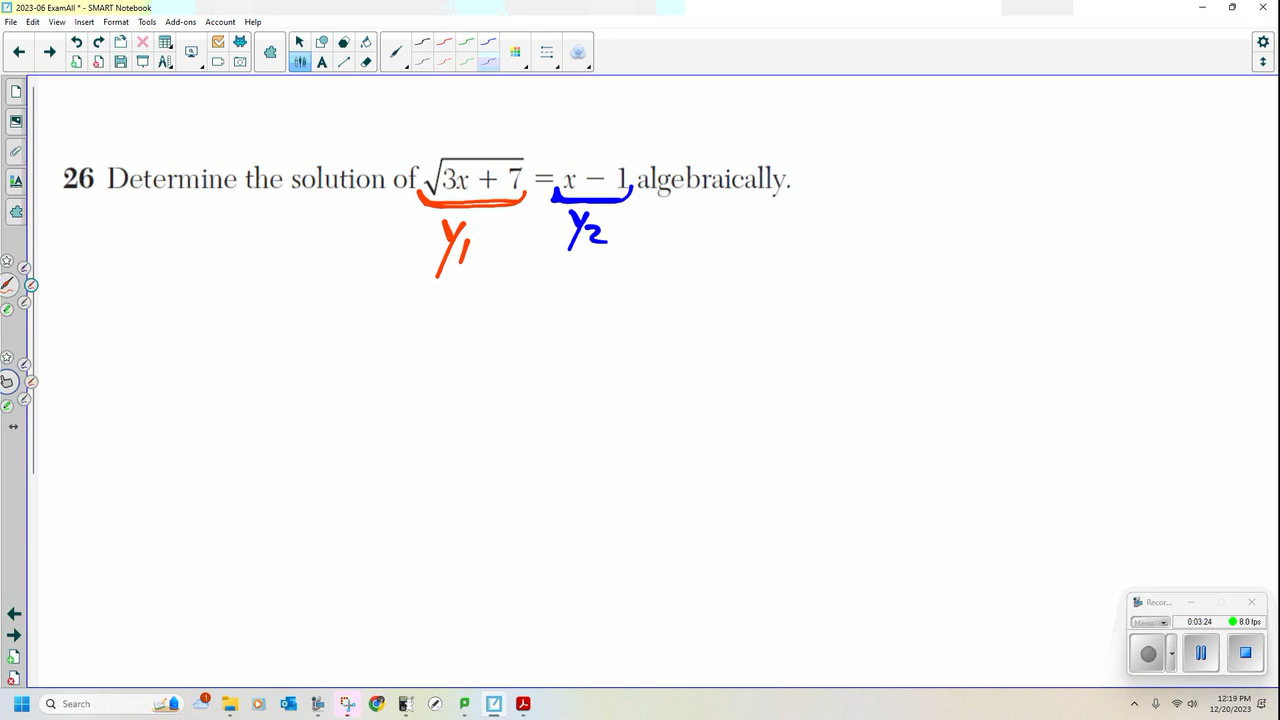 2023-06 ExamAll * - SMART Notebook
File Edit View Insert Format Tools Add-ons Account Help
26 Determine the solution of √3x + 7 = x − 1 algebraically.
Y1 Y2
Recor...
0:03:24 8.0 fps
Search
1
12:19 PM
12/20/2023